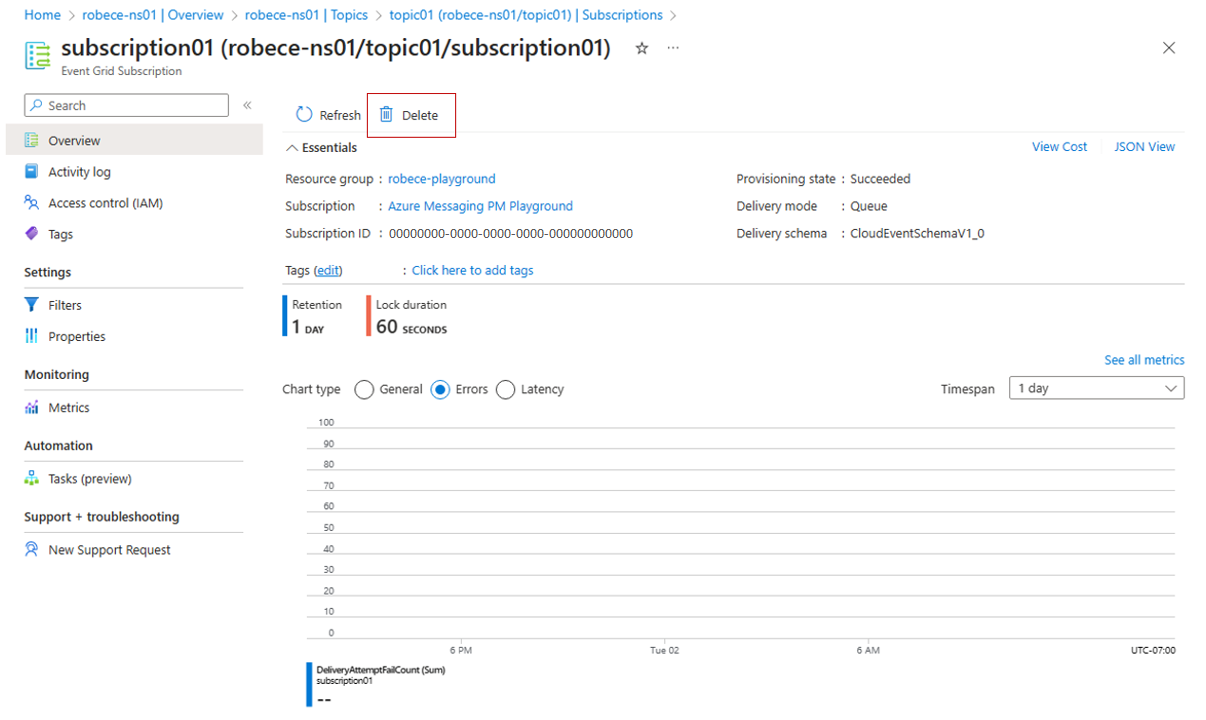 Home > robece-ns01 | Overview > robece-ns01 | Topics > topic01 (robece-ns01/topic01) | Subscriptions >
subscription01 (robece-ns01/topic01/subscription01)
Event Grid Subscription
Search
Overview
Activity log
Access control (IAM)
Tags
Settings
Filters
Properties
Monitoring
Metrics
Automation
Tasks (preview)
Support + troubleshooting
New Support Request
Refresh Delete
Essentials View Cost JSON View
Resource group : robece-playground
Subscription : Azure Messaging PM Playground
Subscription ID : 00000000-0000-0000-0000-000000000000
Provisioning state : Succeeded
Delivery mode : Queue
Delivery schema : CloudEventSchemaV1_0
Tags (edit) : Click here to add tags
Retention
1 DAY
Lock duration
60 SECONDS
See all metrics
Chart type General Errors Latency Timespan 1 day
100
90
80
70
60
50
40
30
20
10
0
6 PM Tue 02 6 AM UTC-07:00
DeliveryAttemptFailCount (Sum)
subscription01
--